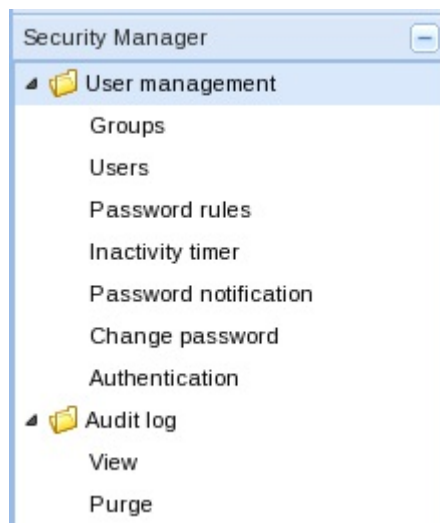 Security Manager
User management
Groups
Users
Password rules
Inactivity timer
Password notification
Change password
Authentication
Audit log
View
Purge